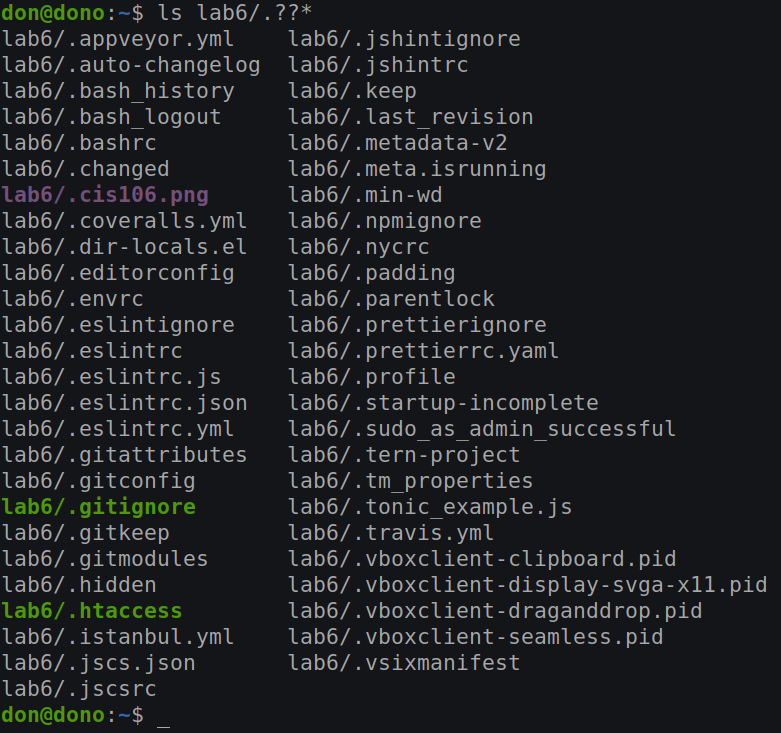 don@dono:~$ ls lab6/.??*
lab6/.appveyor.yml    lab6/.jshintignore
lab6/.auto-changelog  lab6/.jshintrc
lab6/.bash_history    lab6/.keep
lab6/.bash_logout     lab6/.last_revision
lab6/.bashrc          lab6/.metadata-v2
lab6/.changed         lab6/.meta.isrunning
lab6/.cis106.png      lab6/.min-wd
lab6/.coveralls.yml   lab6/.npmignore
lab6/.dir-locals.el   lab6/.nycrc
lab6/.editorconfig    lab6/.padding
lab6/.envrc           lab6/.parentlock
lab6/.eslintignore    lab6/.prettierignore
lab6/.eslintrc        lab6/.prettierrc.yaml
lab6/.eslintrc.js     lab6/.profile
lab6/.eslintrc.json   lab6/.startup-incomplete
lab6/.eslintrc.yml    lab6/.sudo_as_admin_successful
lab6/.gitattributes   lab6/.tern-project
lab6/.gitconfig       lab6/.tm_properties
lab6/.gitignore       lab6/.tonic_example.js
lab6/.gitkeep         lab6/.travis.yml
lab6/.gitmodules      lab6/.vboxclient-clipboard.pid
lab6/.hidden          lab6/.vboxclient-display-svga-x11.pid
lab6/.htaccess        lab6/.vboxclient-draganddrop.pid
lab6/.istanbul.yml    lab6/.vboxclient-seamless.pid
lab6/.jscs.json       lab6/.vsixmanifest
lab6/.jscsrc
don@dono:~$ _